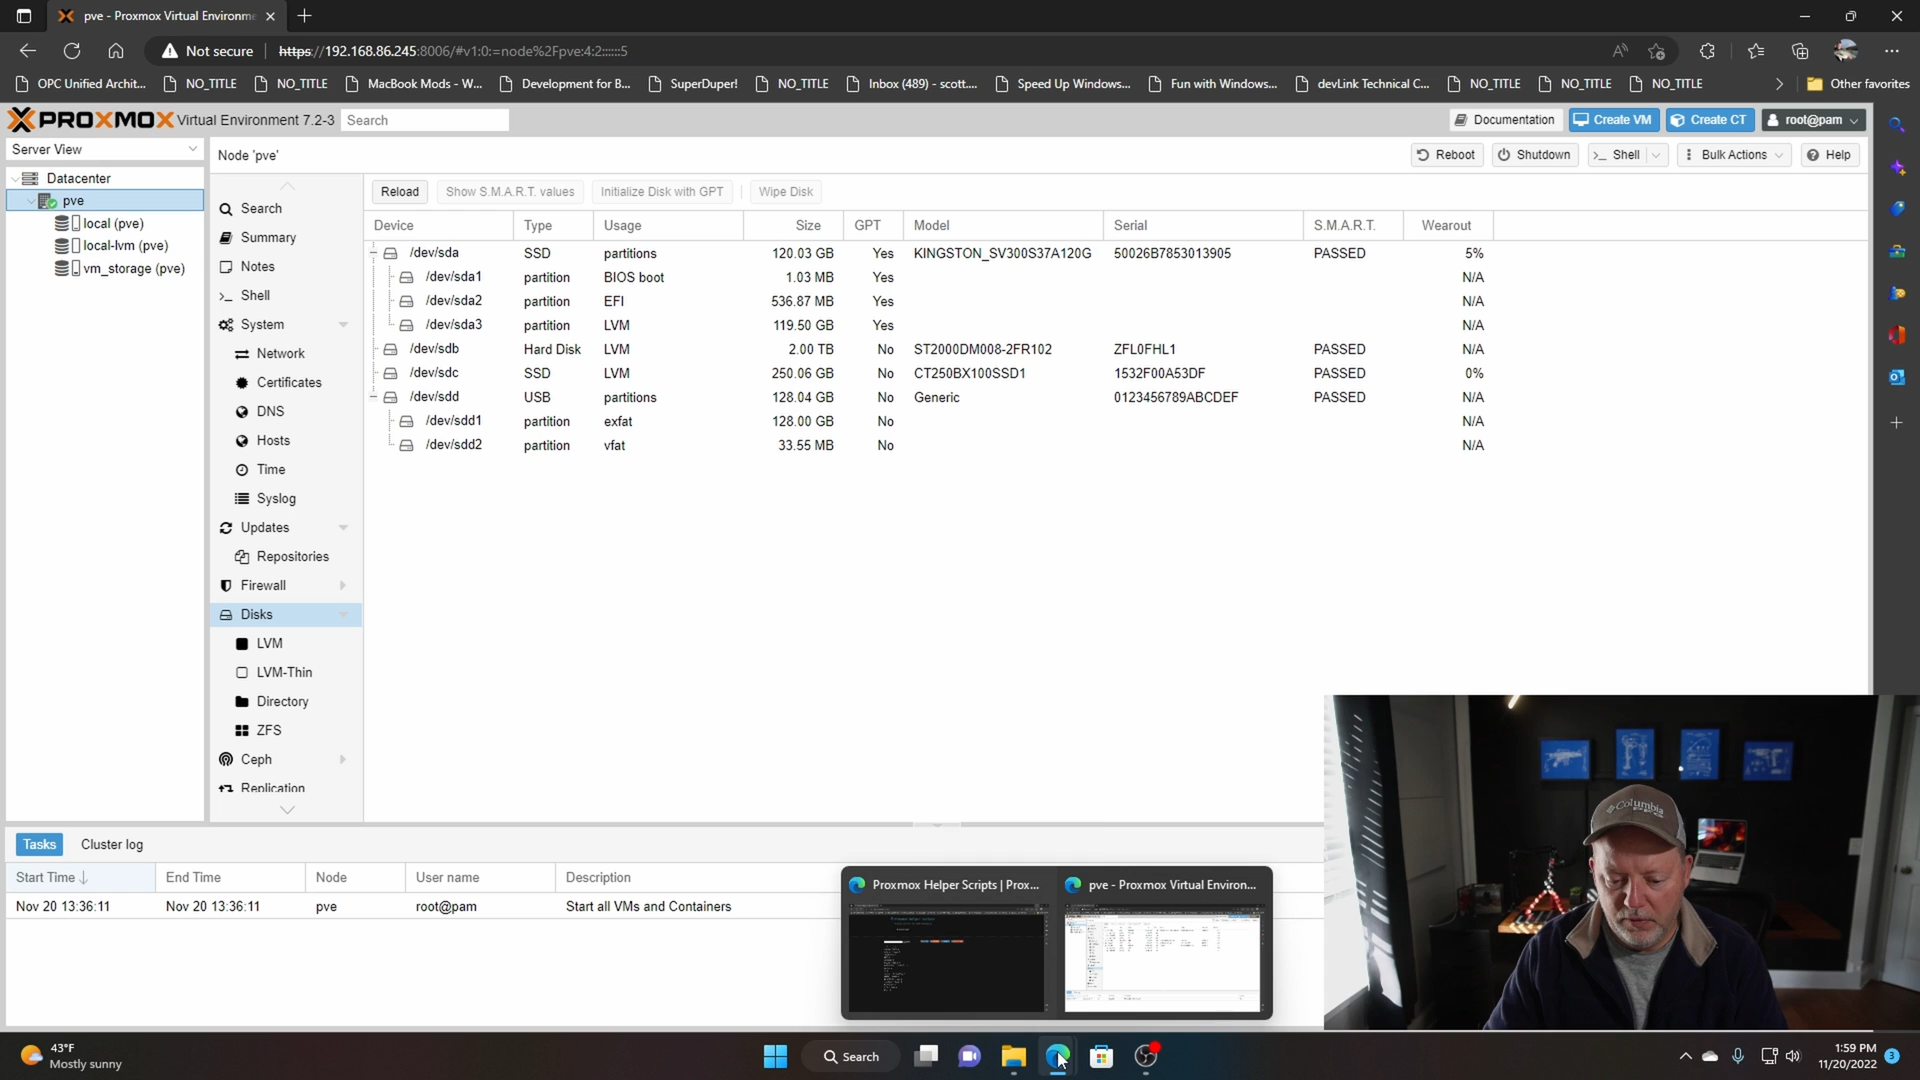 pve - Proxmox Virtual Environme
Not secure
https://192.168.86.245:8006/#v1:0:=node%2Fpve:4:2::::::5
OPC Unified Archit...
NO_TITLE
NO_TITLE
MacBook Mods - W...
Development for B...
SuperDuper!
NO_TITLE
Inbox (489) - scott....
Speed Up Windows...
Fun with Windows...
devLink Technical C...
NO_TITLE
NO_TITLE
NO_TITLE
Other favorites
PROXMOX Virtual Environment 7.2-3
Search
Documentation
Create VM
Create CT
root@pam
Server View
Datacenter
pve
local (pve)
local-lvm (pve)
vm_storage (pve)
Node 'pve'
Reboot
Shutdown
Shell
Bulk Actions
Help
Search
Summary
Notes
Shell
System
Network
Certificates
DNS
Hosts
Time
Syslog
Updates
Repositories
Firewall
Disks
LVM
LVM-Thin
Directory
ZFS
Ceph
Replication
Reload
Show S.M.A.R.T. values
Initialize Disk with GPT
Wipe Disk
Device Type Usage Size GPT Model Serial S.M.A.R.T. Wearout
/dev/sda SSD partitions 120.03 GB Yes KINGSTON_SV300S37A120G 50026B7853013905 PASSED 5%
/dev/sda1 partition BIOS boot 1.03 MB Yes N/A
/dev/sda2 partition EFI 536.87 MB Yes N/A
/dev/sda3 partition LVM 119.50 GB Yes N/A
/dev/sdb Hard Disk LVM 2.00 TB No ST2000DM008-2FR102 ZFL0FHL1 PASSED N/A
/dev/sdc SSD LVM 250.06 GB No CT250BX100SSD1 1532F00A53DF PASSED 0%
/dev/sdd USB partitions 128.04 GB No Generic 0123456789ABCDEF PASSED N/A
/dev/sdd1 partition exfat 128.00 GB No N/A
/dev/sdd2 partition vfat 33.55 MB No N/A
Tasks
Cluster log
Start Time End Time Node User name Description
Nov 20 13:36:11 Nov 20 13:36:11 pve root@pam Start all VMs and Containers
Proxmox Helper Scripts | Prox...
pve - Proxmox Virtual Environ...
Columbia
43°F
Mostly sunny
Search
1:59 PM
11/20/2022
3